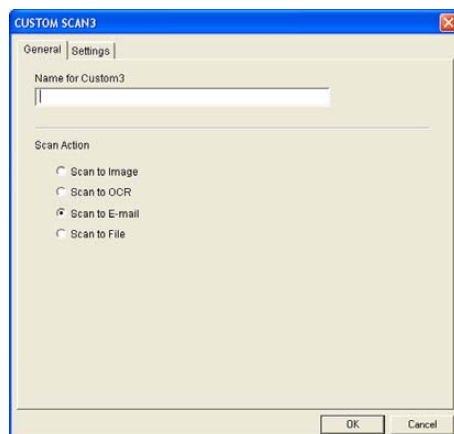 CUSTOM SCAN3
General Settings
Name for Custom3
Scan Action
Scan to Image
Scan to OCR
Scan to E-mail
Scan to File
OK Cancel